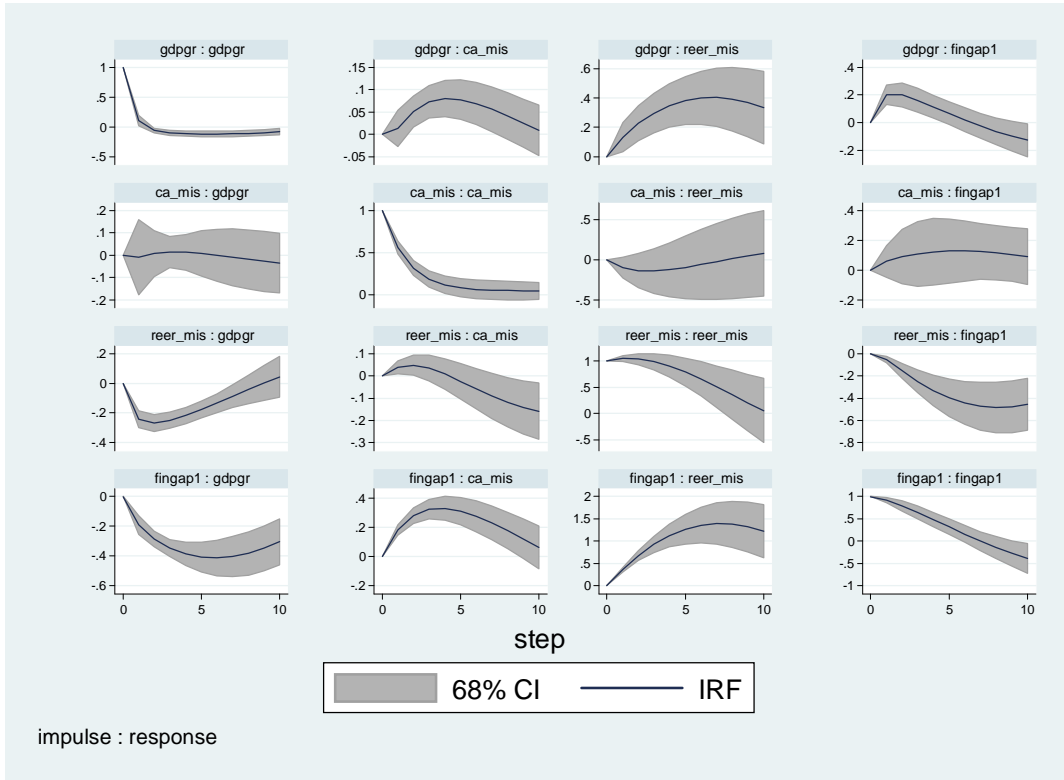 gdpgr : gdpgr
1
.5
0
-.5
gdpgr : ca_mis
.15
.1
.05
0
-.05
gdpgr : reer_mis
.6
.4
.2
0
gdpgr : fingap1
.4
.2
0
-.2
ca_mis : gdpgr
.2
.1
0
-.1
-.2
ca_mis : ca_mis
1
.5
0
ca_mis : reer_mis
.5
0
-.5
ca_mis : fingap1
.4
.2
0
-.2
reer_mis : gdpgr
.2
0
-.2
-.4
reer_mis : ca_mis
.1
0
-.1
-.2
-.3
reer_mis : reer_mis
1
.5
0
-.5
reer_mis : fingap1
0
-.2
-.4
-.6
-.8
fingap1 : gdpgr
0
-.2
-.4
-.6
0 5 10
fingap1 : ca_mis
.4
.2
0
-.2
0 5 10
fingap1 : reer_mis
2
1.5
1
.5
0
0 5 10
fingap1 : fingap1
1
.5
0
-.5
-1
0 5 10
step
68% CI IRF
impulse : response